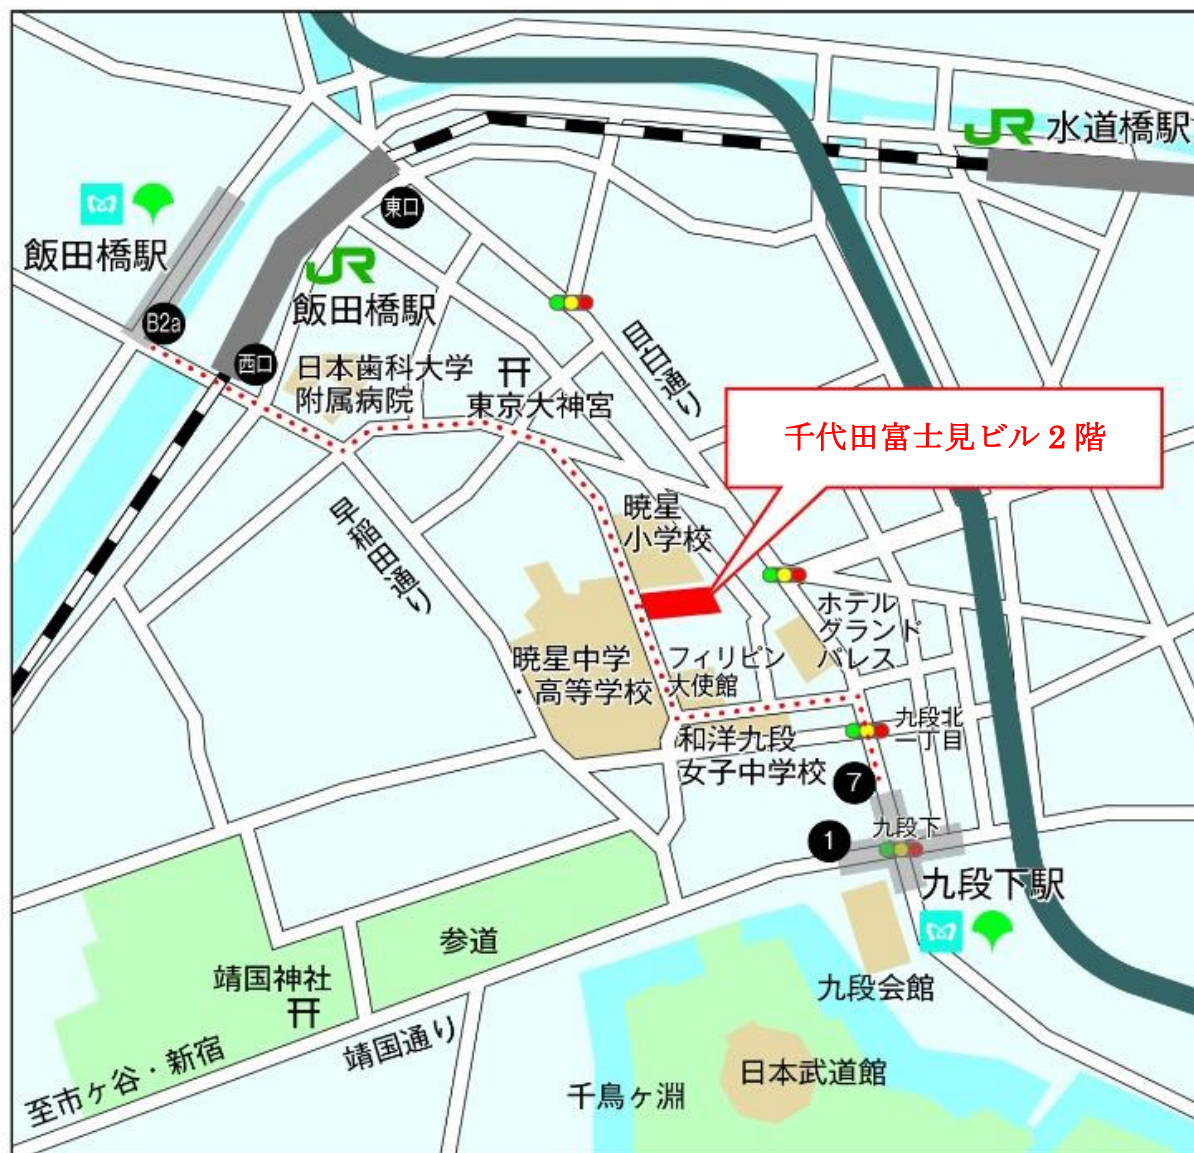 JR 水道橋駅
東口
飯田橋駅
JR
飯田橋駅
B2a
西口
目白通り
日本歯科大学
附属病院
東京大神宮
千代田富士見ビル2階
早稲田通り
暁星
小学校
ホテル
グランド
パレス
暁星中学
・高等学校
フィリピン
大使館
和洋九段
女子中学校
九段北
一丁目
7
1
九段下
九段下駅
参道
靖国神社
九段会館
靖国通り
至市ヶ谷・新宿
千鳥ヶ淵
日本武道館